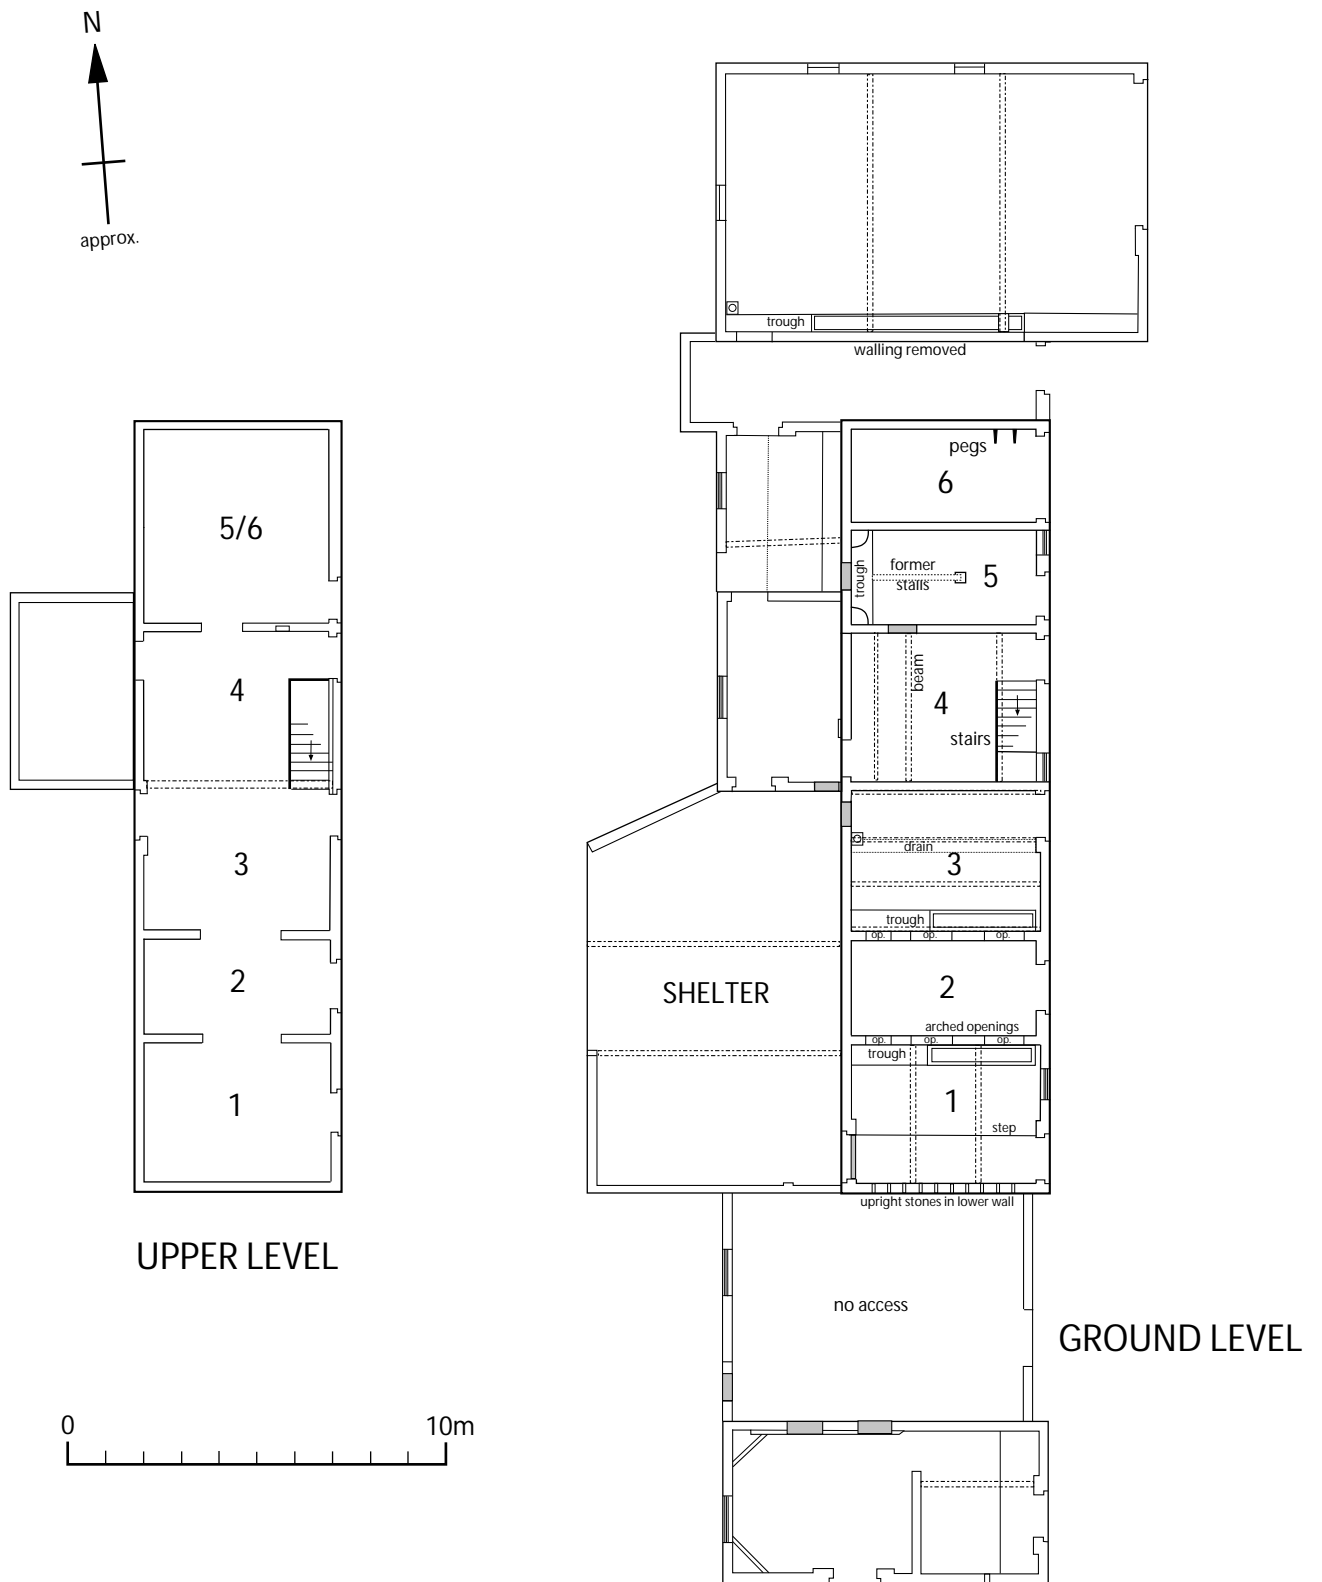 N
approx.
trough
walling removed
pegs
6
5/6
trough
former
stalls
5
beam
4
4
stairs
drain
3
3
trough
op.
op.
op.
2
2
SHELTER
arched openings
op.
op.
op.
trough
1
1
step
upright stones in lower wall
UPPER LEVEL
no access
GROUND LEVEL
0
10m